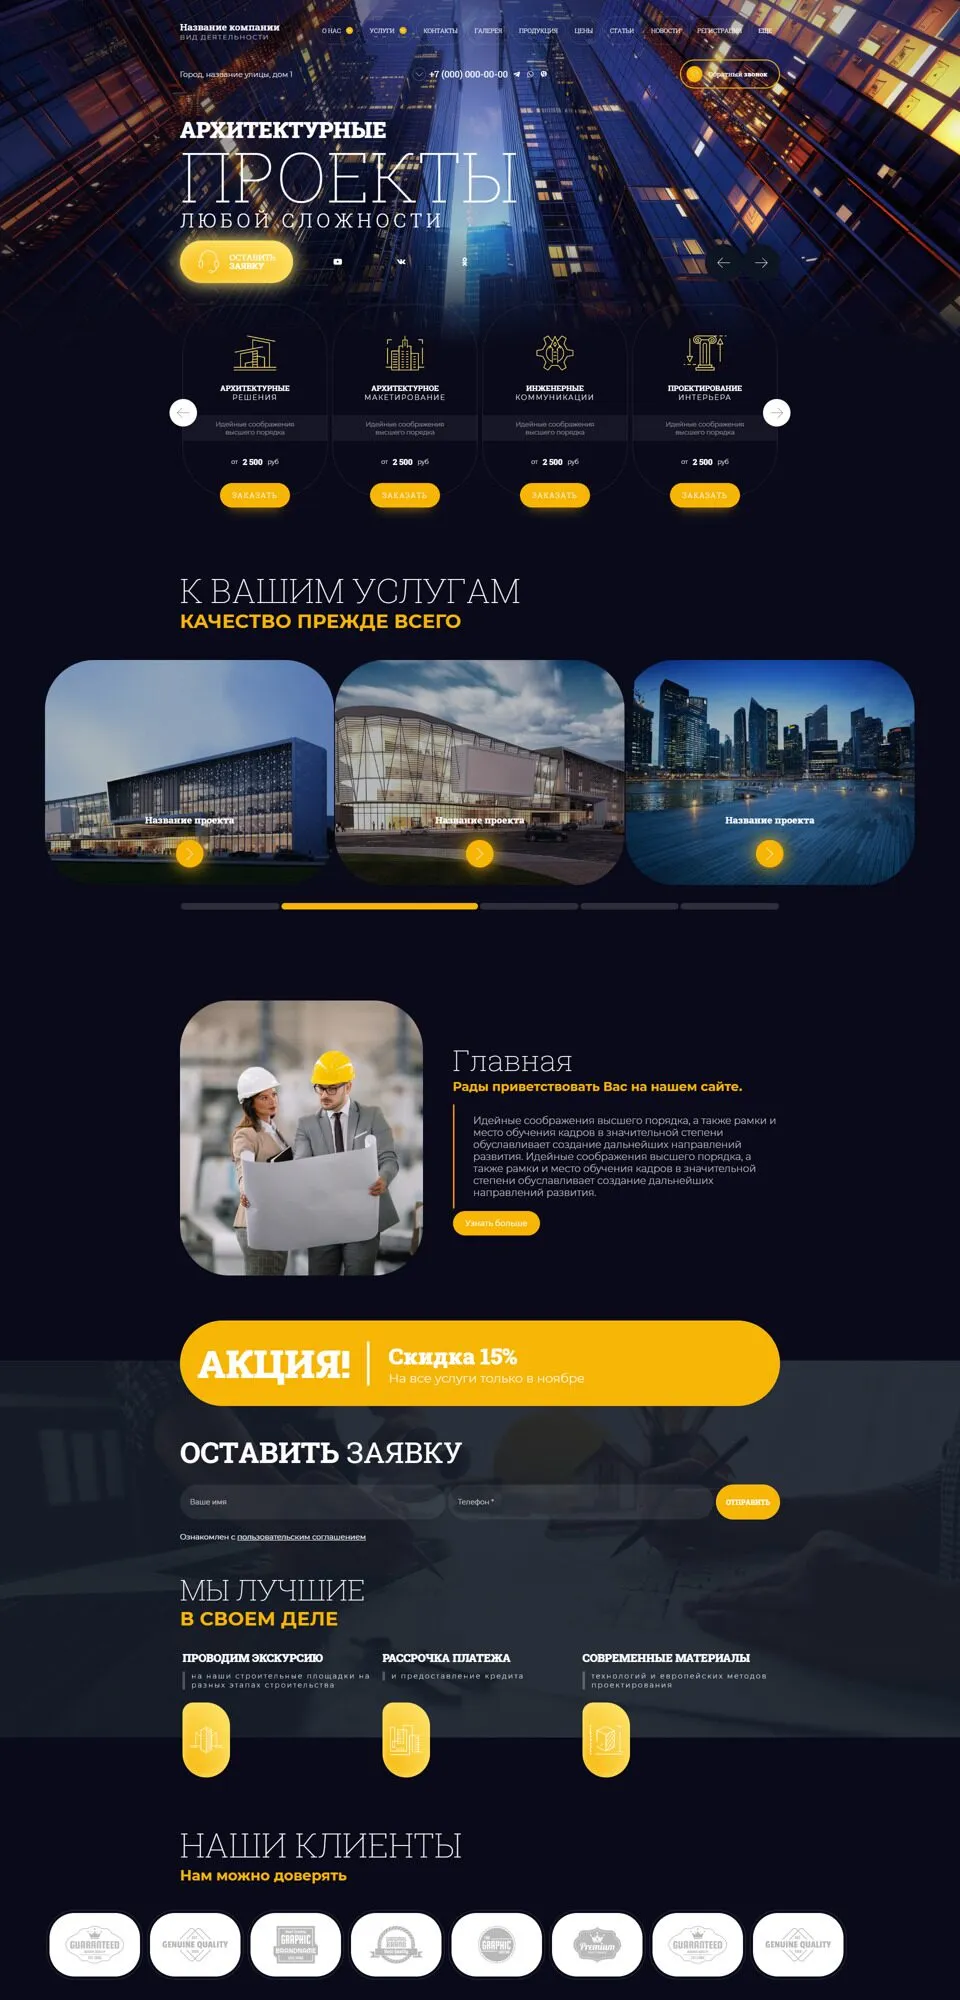 Название компании
ВИД ДЕЯТЕЛЬНОСТИ
О НАС
УСЛУГИ
КОНТАКТЫ
ГАЛЕРЕЯ
ПРОДУКЦИЯ
ЦЕНЫ
СТАТЬИ
НОВОСТИ
РЕГИСТРАЦИЯ
ЕЩЕ
Город, название улицы, дом 1
+7 (000) 000-00-00
Обратный звонок
АРХИТЕКТУРНЫЕ
ПРОЕКТЫ
ЛЮБОЙ СЛОЖНОСТИ
ОСТАВИТЬ
ЗАЯВКУ
АРХИТЕКТУРНЫЕ
РЕШЕНИЯ
Идейные соображения
высшего порядка
от 2 500 руб
ЗАКАЗАТЬ
АРХИТЕКТУРНОЕ
МАКЕТИРОВАНИЕ
Идейные соображения
высшего порядка
от 2 500 руб
ЗАКАЗАТЬ
ИНЖЕНЕРНЫЕ
КОММУНИКАЦИИ
Идейные соображения
высшего порядка
от 2 500 руб
ЗАКАЗАТЬ
ПРОЕКТИРОВАНИЕ
ИНТЕРЬЕРА
Идейные соображения
высшего порядка
от 2 500 руб
ЗАКАЗАТЬ
К ВАШИМ УСЛУГАМ
КАЧЕСТВО ПРЕЖДЕ ВСЕГО
Название проекта
Название проекта
Название проекта
Главная
Рады приветствовать Вас на нашем сайте.
Идейные соображения высшего порядка, а также рамки и
место обучения кадров в значительной степени
обуславливает создание дальнейших направлений
развития. Идейные соображения высшего порядка, а
также рамки и место обучения кадров в значительной
степени обуславливает создание дальнейших
направлений развития.
Узнать больше
АКЦИЯ!
Скидка 15%
На все услуги только в ноябре
ОСТАВИТЬ ЗАЯВКУ
Ваше имя
Телефон *
ОТПРАВИТЬ
Ознакомлен с пользовательским соглашением
МЫ ЛУЧШИЕ
В СВОЕМ ДЕЛЕ
ПРОВОДИМ ЭКСКУРСИЮ
на наши строительные площадки на
разных этапах строительства
РАССРОЧКА ПЛАТЕЖА
и предоставление кредита
СОВРЕМЕННЫЕ МАТЕРИАЛЫ
технологий и европейских методов
проектирования
НАШИ КЛИЕНТЫ
Нам можно доверять
GUARANTEED
GENUINE QUALITY
GRAPHIC
BRANDNAME
GRAPHIC
Premium
GUARANTEED
GENUINE QUALITY